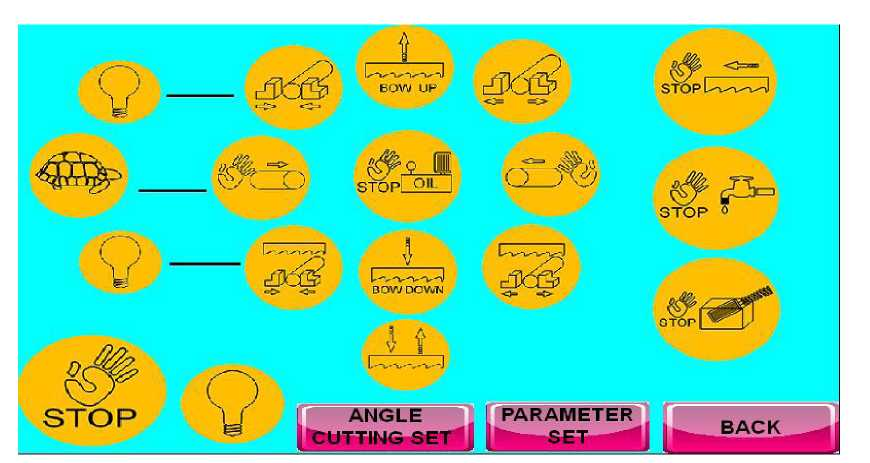 BOW UP
STOP
STOP OIL
STOP
BOW DOWN
STOP
STOP
ANGLE
CUTTING SET
PARAMETER
SET
BACK